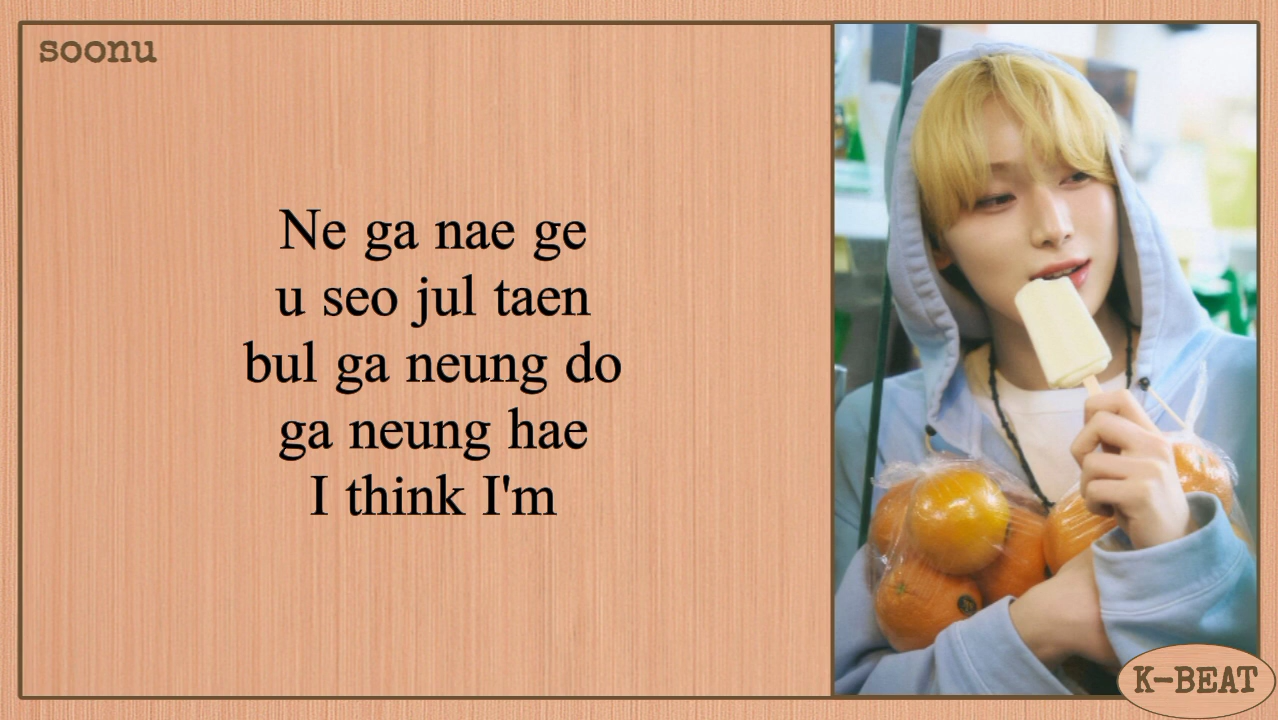 soonu
Ne ga nae ge
u seo jul taen
bul ga neung do
ga neung hae
I think I'm
K-BEAT